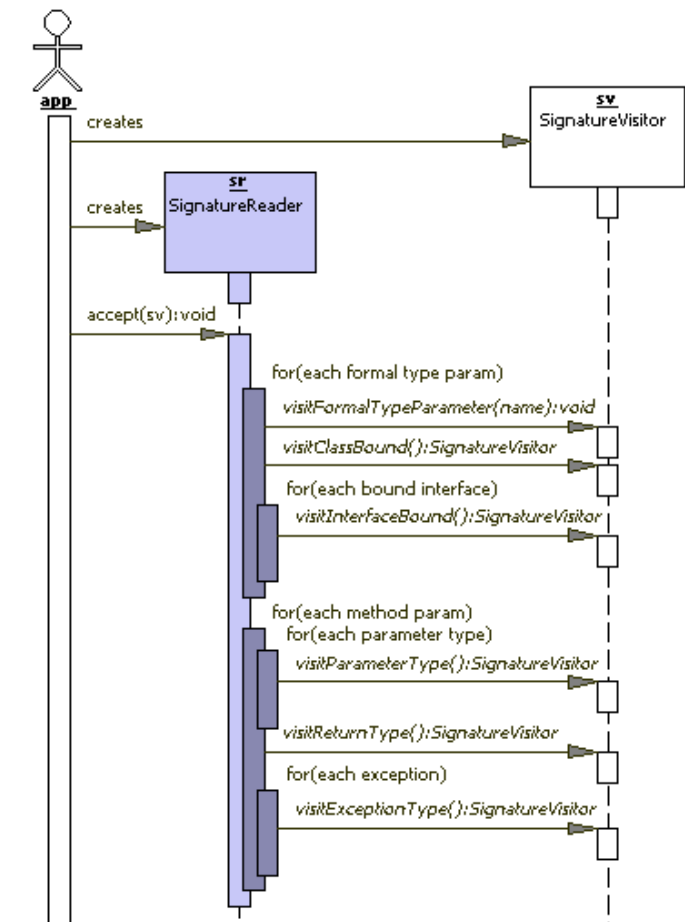 app
creates
sv
SignatureVisitor
sr
creates
SignatureReader
accept(sv):void
for(each formal type param)
visitFormalTypeParameter(name):void
visitClassBound():SignatureVisitor
for(each bound interface)
visitInterfaceBound():SignatureVisitor
for(each method param)
for(each parameter type)
visitParameterType():SignatureVisitor
visitReturnType():SignatureVisitor
for(each exception)
visitExceptionType():SignatureVisitor